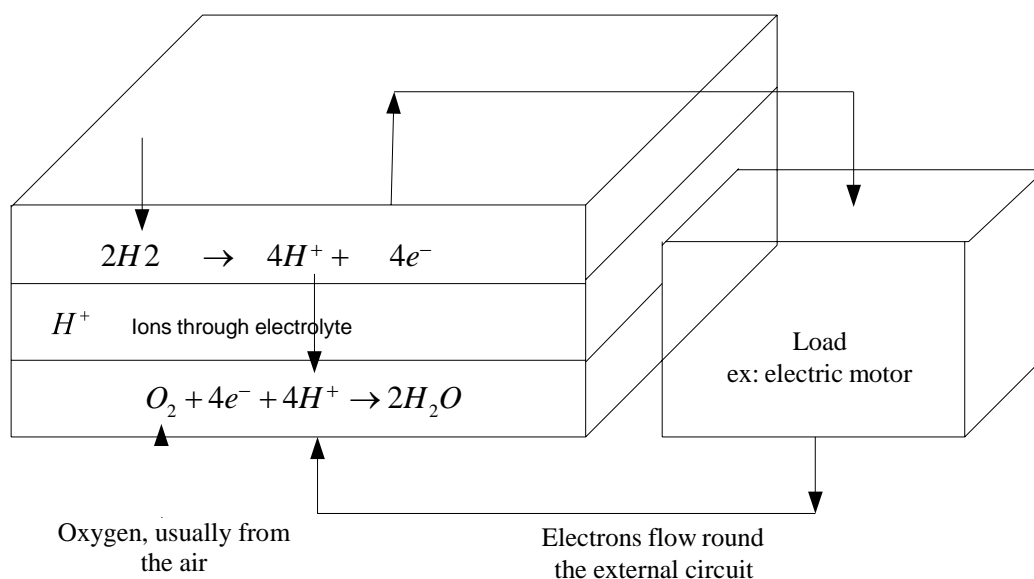 2H2 → 4H⁺ + 4e⁻
H⁺ Ions through electrolyte
O₂ + 4e⁻ + 4H⁺ → 2H₂O
Load
ex: electric motor
Oxygen, usually from
the air
Electrons flow round
the external circuit